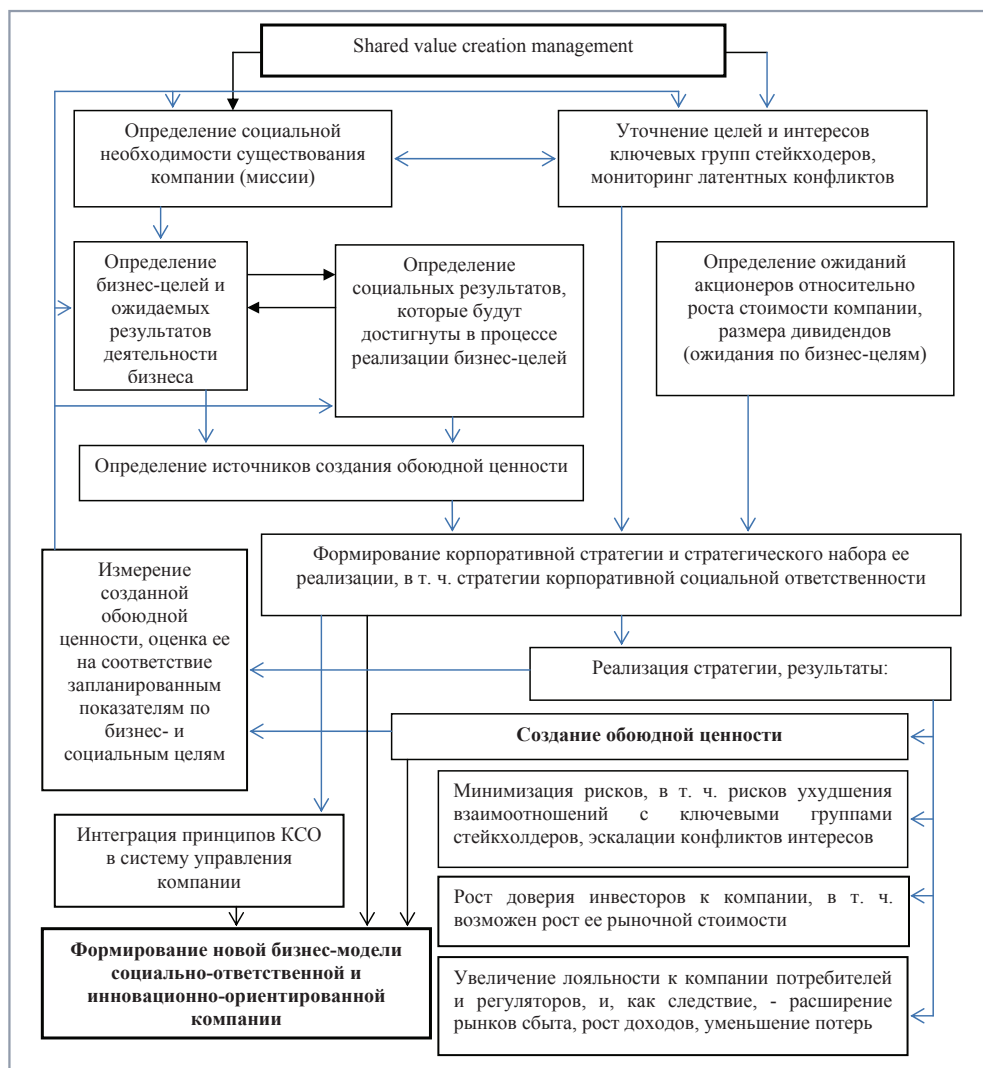 Shared value creation management
Определение социальной
необходимости существования
компании (миссии)
Уточнение целей и интересов
ключевых групп стейкходеров,
мониторинг латентных конфликтов
Определение
бизнес-целей и
ожидаемых
результатов
деятельности
бизнеса
Определение
социальных результатов,
которые будут
достигнуты в процессе
реализации бизнес-целей
Определение ожиданий
акционеров относительно
роста стоимости компании,
размера дивидендов
(ожидания по бизнес-целям)
Определение источников создания обоюдной ценности
Формирование корпоративной стратегии и стратегического набора ее
реализации, в т. ч. стратегии корпоративной социальной ответственности
Измерение
созданной
обоюдной
ценности, оценка ее
на соответствие
запланированным
показателям по
бизнес- и
социальным целям
Реализация стратегии, результаты:
Создание обоюдной ценности
Минимизация рисков, в т. ч. рисков ухудшения
взаимоотношений с ключевыми группами
стейкхолдеров, эскалации конфликтов интересов
Интеграция принципов КСО
в систему управления
компании
Рост доверия инвесторов к компании, в т. ч.
возможен рост ее рыночной стоимости
Формирование новой бизнес-модели
социально-ответственной и
инновационно-ориентированной
компании
Увеличение лояльности к компании потребителей
и регуляторов, и, как следствие, - расширение
рынков сбыта, рост доходов, уменьшение потерь